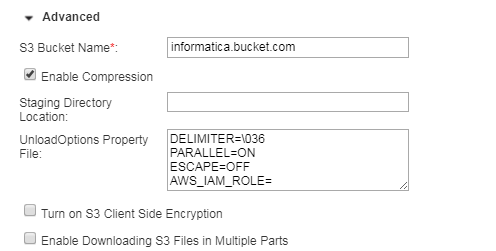 Advanced
S3 Bucket Name*: informatica.bucket.com
Enable Compression
Staging Directory
Location:
UnloadOptions Property
File:
DELIMITER=\036
PARALLEL=ON
ESCAPE=OFF
AWS_IAM_ROLE=
Turn on S3 Client Side Encryption
Enable Downloading S3 Files in Multiple Parts